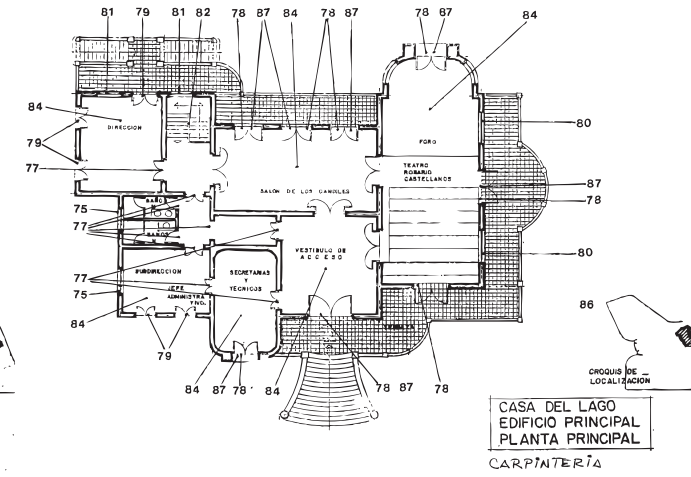 81 79 81 82 78 87 84 78 87 78 87 84
84
DIRECCION
79
80
FORO
77
TEATRO
ROSARIO
CASTELLANOS
87
SALON DE LOS CANDILES
78
75
BAÑO
77
BAÑOS
VESTIBULO DE
ACCESO
80
77
SUBDIRECCION
SECRETARIAS
Y
TECNICOS
75
JEFE
ADMINISTRA
TIVO.
84
86
79
CROQUIS DE
LOCALIZACION
84 87 78 84 78 87 78
CASA DEL LAGO
EDIFICIO PRINCIPAL
PLANTA PRINCIPAL
CARPINTERIA